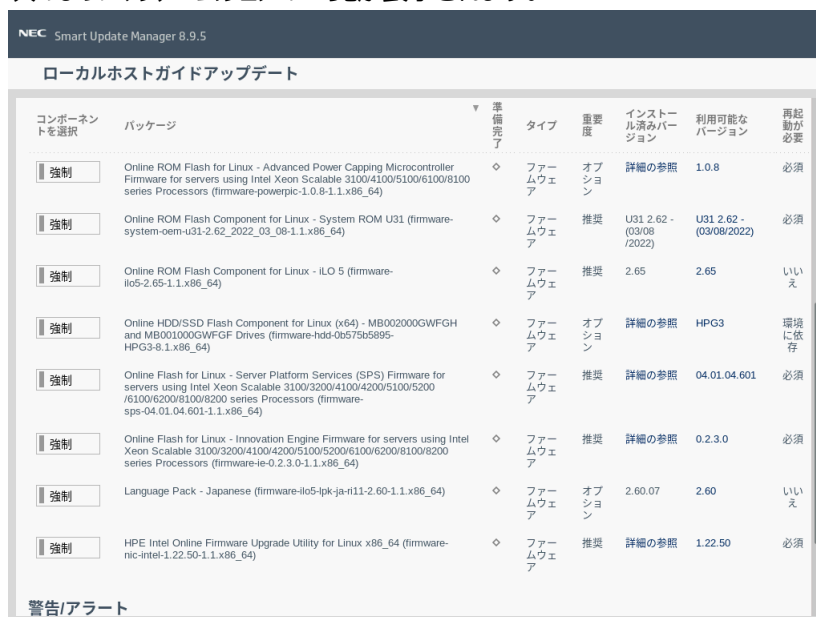 NEC Smart Update Manager 8.9.5
ローカルホストガイドアップデート
コンポーネン
トを選択
パッケージ
▼
準
備
完
了
タイプ
重要
度
インストー
ル済みバー
ジョン
利用可能な
バージョン
再起
動が
必要
強制
Online ROM Flash for Linux - Advanced Power Capping Microcontroller
Firmware for servers using Intel Xeon Scalable 3100/4100/5100/6100/8100
series Processors (firmware-powerpic-1.0.8-1.1.x86_64)
ファー
ムウェ
ア
オプ
ショ
ン
詳細の参照
1.0.8
必須
強制
Online ROM Flash Component for Linux - System ROM U31 (firmware-
system-oem-u31-2.62_2022_03_08-1.1.x86_64)
ファー
ムウェ
ア
推奨
U31 2.62 -
(03/08
/2022)
U31 2.62 -
(03/08/2022)
必須
強制
Online ROM Flash Component for Linux - iLO 5 (firmware-
ilo5-2.65-1.1.x86_64)
ファー
ムウェ
ア
推奨
2.65
2.65
いい
え
強制
Online HDD/SSD Flash Component for Linux (x64) - MB002000GWFGH
and MB001000GWFGF Drives (firmware-hdd-0b575b5895-
HPG3-8.1.x86_64)
ファー
ムウェ
ア
オプ
ショ
ン
詳細の参照
HPG3
環境
に依
存
強制
Online Flash for Linux - Server Platform Services (SPS) Firmware for
servers using Intel Xeon Scalable 3100/3200/4100/4200/5100/5200
/6100/6200/8100/8200 series Processors (firmware-
sps-04.01.04.601-1.1.x86_64)
ファー
ムウェ
ア
推奨
詳細の参照
04.01.04.601
必須
強制
Online Flash for Linux - Innovation Engine Firmware for servers using Intel
Xeon Scalable 3100/3200/4100/4200/5100/5200/6100/6200/8100/8200
series Processors (firmware-ie-0.2.3.0-1.1.x86_64)
ファー
ムウェ
ア
推奨
詳細の参照
0.2.3.0
必須
強制
Language Pack - Japanese (firmware-ilo5-lpk-ja-ri11-2.60-1.1.x86_64)
ファー
ムウェ
ア
オプ
ショ
ン
2.60.07
2.60
いい
え
強制
HPE Intel Online Firmware Upgrade Utility for Linux x86_64 (firmware-
nic-intel-1.22.50-1.1.x86_64)
ファー
ムウェ
ア
推奨
詳細の参照
1.22.50
必須
警告/アラート